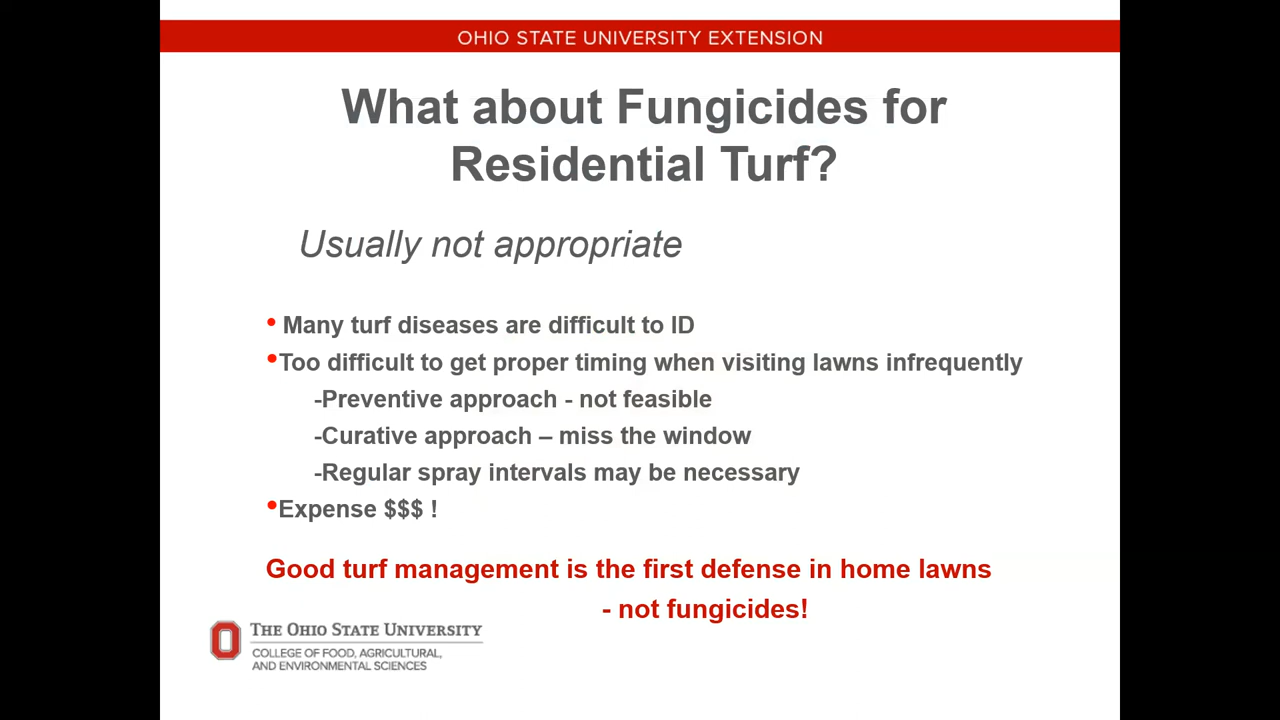 OHIO STATE UNIVERSITY EXTENSION
What about Fungicides for
Residential Turf?
Usually not appropriate
• Many turf diseases are difficult to ID
•Too difficult to get proper timing when visiting lawns infrequently
-Preventive approach - not feasible
-Curative approach – miss the window
-Regular spray intervals may be necessary
•Expense $$$ !
Good turf management is the first defense in home lawns
- not fungicides!
THE OHIO STATE UNIVERSITY
COLLEGE OF FOOD, AGRICULTURAL,
AND ENVIRONMENTAL SCIENCES